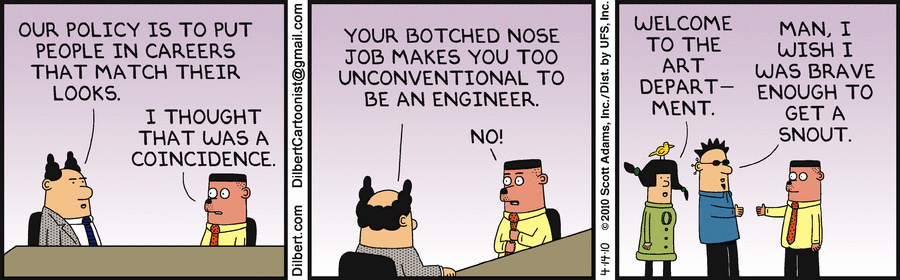 OUR POLICY IS TO PUT
PEOPLE IN CAREERS
THAT MATCH THEIR
LOOKS.
I THOUGHT
THAT WAS A
COINCIDENCE.
Dilbert.com DilbertCartoonist@gmail.com
YOUR BOTCHED NOSE
JOB MAKES YOU TOO
UNCONVENTIONAL TO
BE AN ENGINEER.
NO!
4-14-10 ©2010 Scott Adams, Inc./Dist. by UFS, Inc.
WELCOME
TO THE
ART
DEPART-
MENT.
MAN, I
WISH I
WAS BRAVE
ENOUGH TO
GET A
SNOUT.